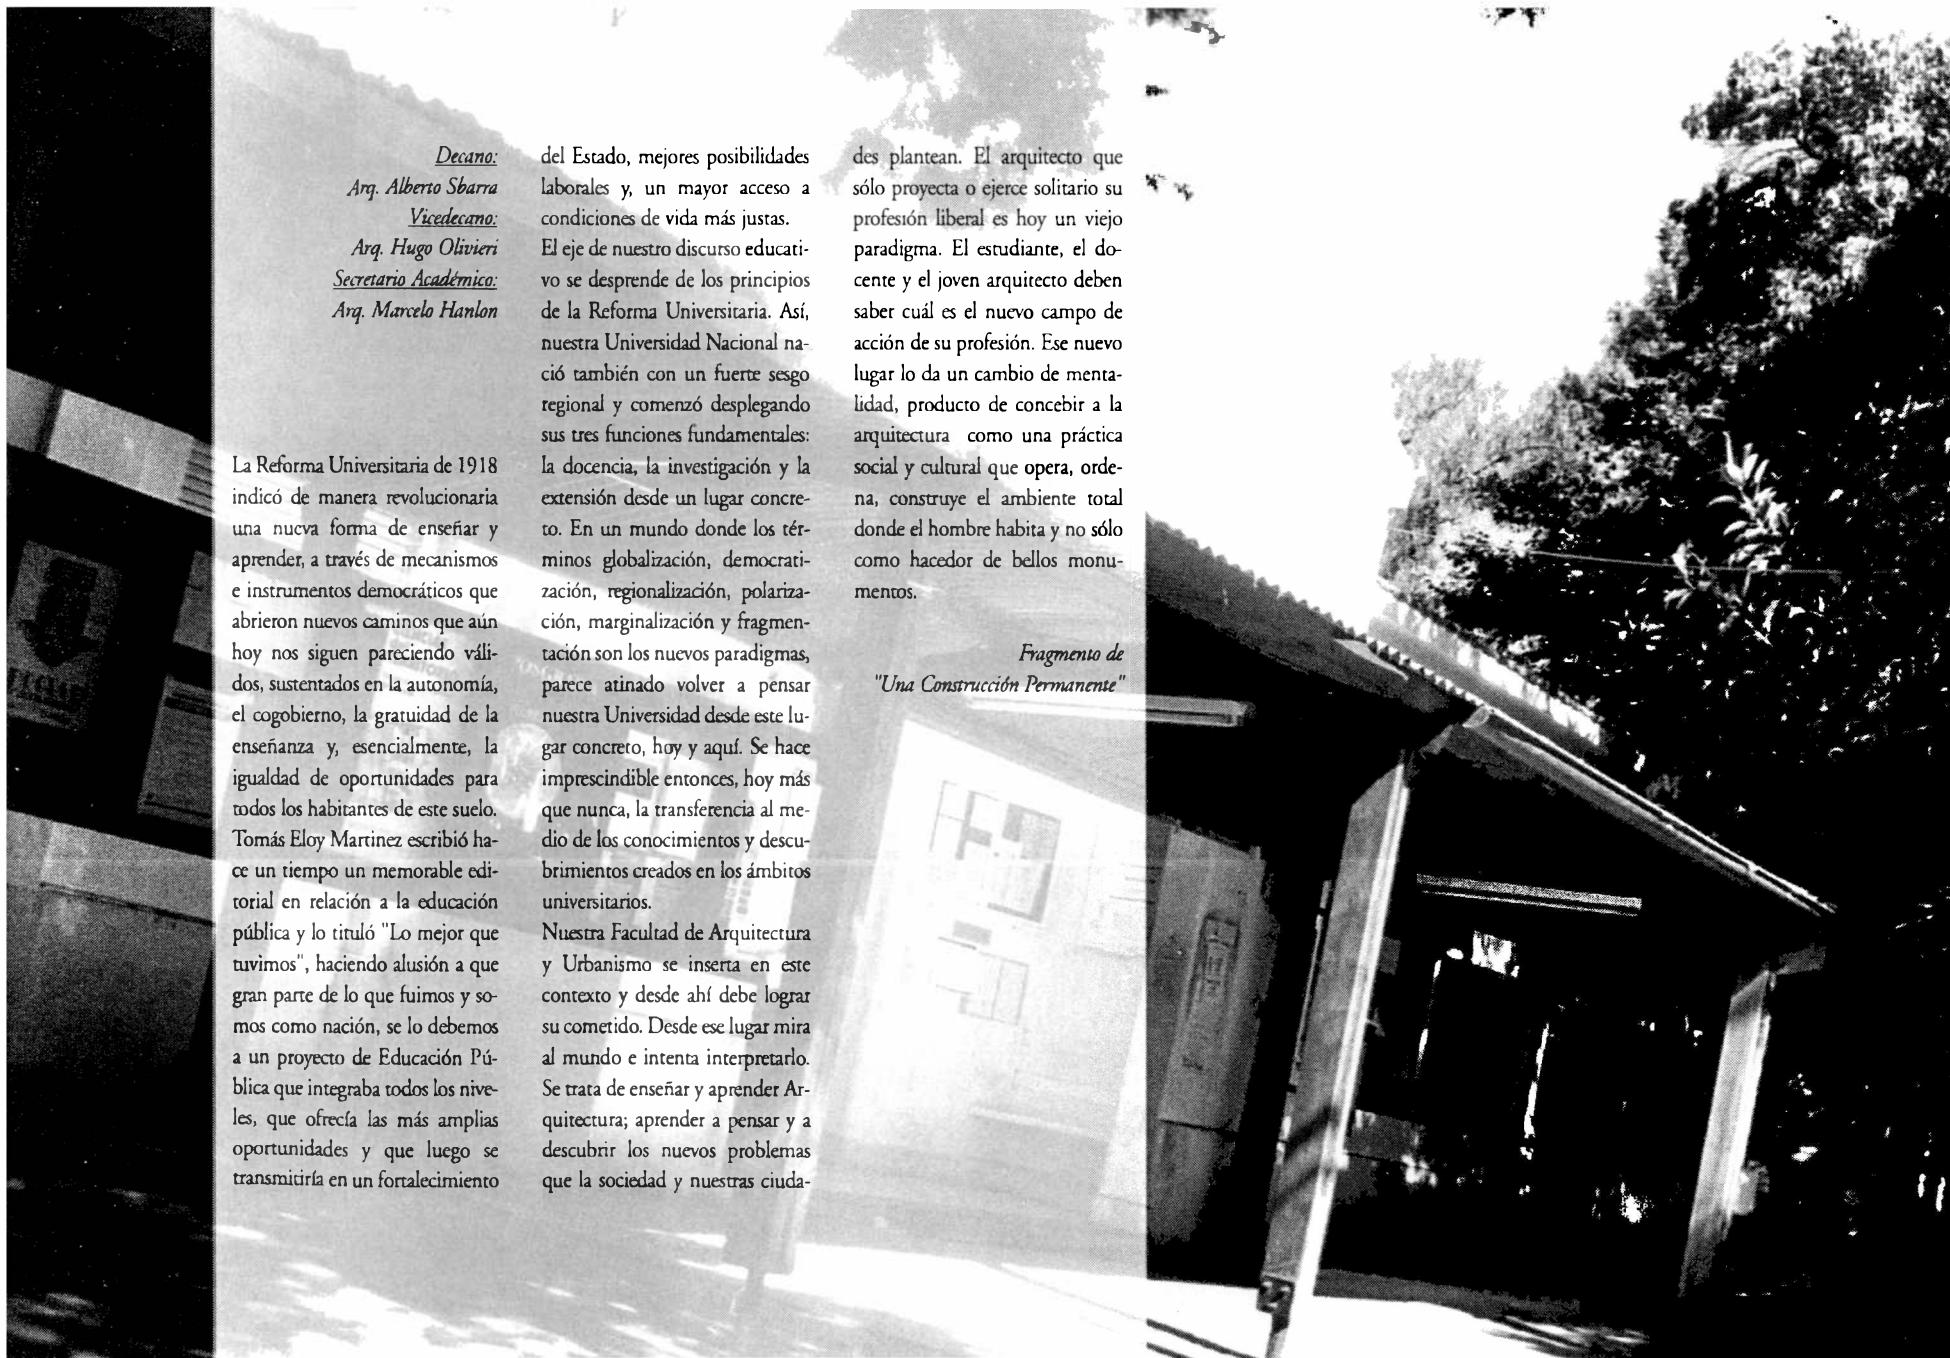 Decano:
Arq. Alberto Sbarra
Vicedecano:
Arq. Hugo Olivieri
Secretario Académico:
Arq. Marcelo Hanlon
La Reforma Universitaria de 1918
indicó de manera revolucionaria
una nueva forma de enseñar y
aprender, a través de mecanismos
e instrumentos democráticos que
abrieron nuevos caminos que aún
hoy nos siguen pareciendo váli-
dos, sustentados en la autonomía,
el cogobierno, la gratuidad de la
enseñanza y, esencialmente, la
igualdad de oportunidades para
todos los habitantes de este suelo.
Tomás Eloy Martinez escribió ha-
ce un tiempo un memorable edi-
torial en relación a la educación
pública y lo tituló "Lo mejor que
tuvimos", haciendo alusión a que
gran parte de lo que fuimos y so-
mos como nación, se lo debemos
a un proyecto de Educación Pú-
blica que integraba todos los nive-
les, que ofrecía las más amplias
oportunidades y que luego se
transmitiría en un fortalecimiento
del Estado, mejores posibilidades
laborales y, un mayor acceso a
condiciones de vida más justas.
El eje de nuestro discurso educati-
vo se desprende de los principios
de la Reforma Universitaria. Así,
nuestra Universidad Nacional na-
ció también con un fuerte sesgo
regional y comenzó desplegando
sus tres funciones fundamentales:
la docencia, la investigación y la
extensión desde un lugar concre-
to. En un mundo donde los tér-
minos globalización, democrati-
zación, regionalización, polariza-
ción, marginalización y fragmen-
tación son los nuevos paradigmas,
parece atinado volver a pensar
nuestra Universidad desde este lu-
gar concreto, hoy y aquí. Se hace
imprescindible entonces, hoy más
que nunca, la transferencia al me-
dio de los conocimientos y descu-
brimientos creados en los ámbitos
universitarios.
Nuestra Facultad de Arquitectura
y Urbanismo se inserta en este
contexto y desde ahí debe lograr
su cometido. Desde ese lugar mira
al mundo e intenta interpretarlo.
Se trata de enseñar y aprender Ar-
quitectura; aprender a pensar y a
descubrir los nuevos problemas
que la sociedad y nuestras ciuda-
des plantean. El arquitecto que
sólo proyecta o ejerce solitario su
profesión liberal es hoy un viejo
paradigma. El estudiante, el do-
cente y el joven arquitecto deben
saber cuál es el nuevo campo de
acción de su profesión. Ese nuevo
lugar lo da un cambio de menta-
lidad, producto de concebir a la
arquitectura como una práctica
social y cultural que opera, orde-
na, construye el ambiente total
donde el hombre habita y no sólo
como hacedor de bellos monu-
mentos.
Fragmento de
"Una Construcción Permanente"